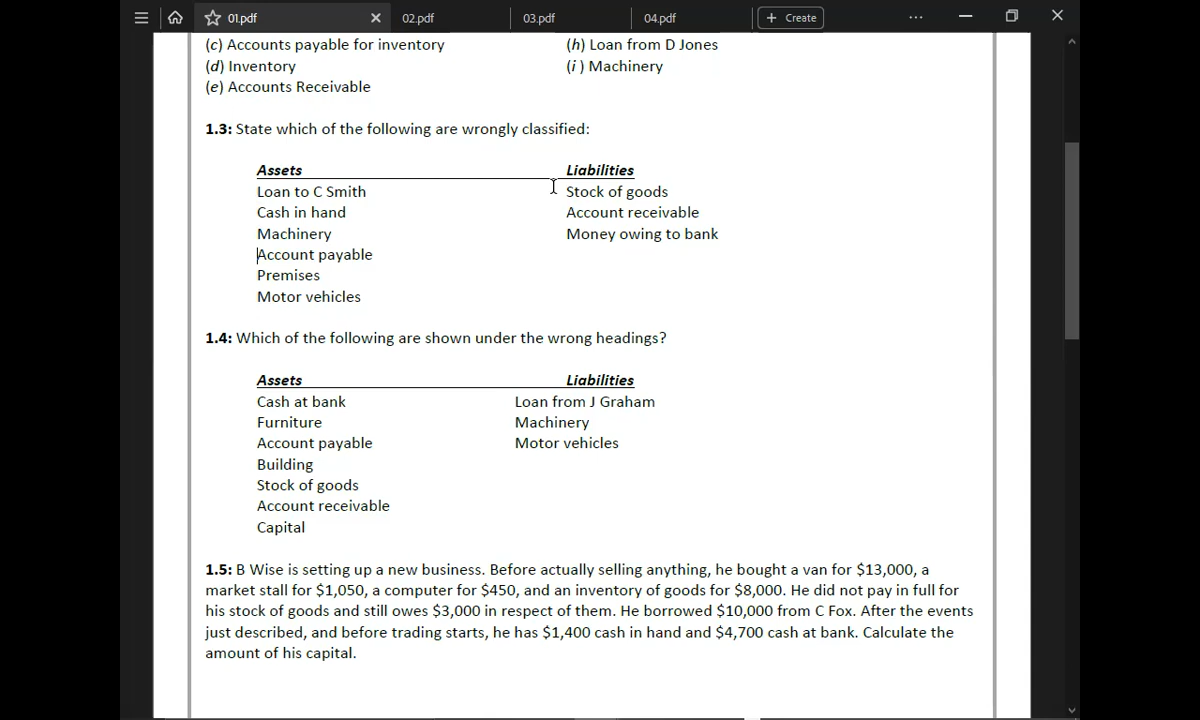 01.pdf 02.pdf 03.pdf 04.pdf + Create
(c) Accounts payable for inventory (h) Loan from D Jones
(d) Inventory (i ) Machinery
(e) Accounts Receivable
1.3: State which of the following are wrongly classified:
Assets Liabilities
Loan to C Smith Stock of goods
Cash in hand Account receivable
Machinery Money owing to bank
Account payable
Premises
Motor vehicles
1.4: Which of the following are shown under the wrong headings?
Assets Liabilities
Cash at bank Loan from J Graham
Furniture Machinery
Account payable Motor vehicles
Building
Stock of goods
Account receivable
Capital
1.5: B Wise is setting up a new business. Before actually selling anything, he bought a van for $13,000, a
market stall for $1,050, a computer for $450, and an inventory of goods for $8,000. He did not pay in full for
his stock of goods and still owes $3,000 in respect of them. He borrowed $10,000 from C Fox. After the events
just described, and before trading starts, he has $1,400 cash in hand and $4,700 cash at bank. Calculate the
amount of his capital.